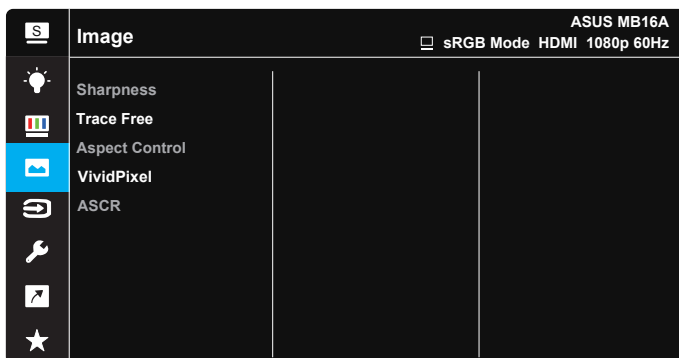 S
Image
ASUS MB16A
sRGB Mode HDMI 1080p 60Hz
Sharpness
Trace Free
Aspect Control
VividPixel
ASCR